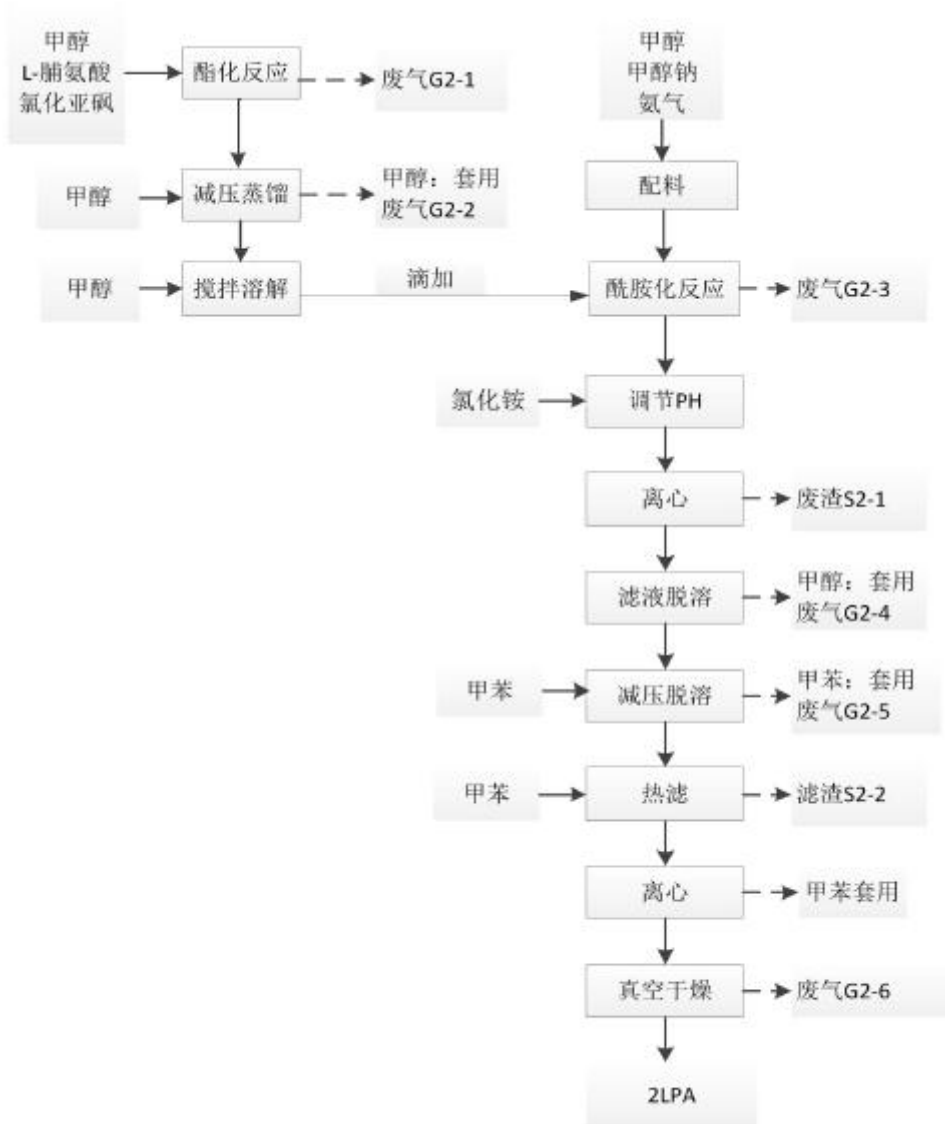 甲醇
L-脯氨酸
氯化亚砜
酯化反应
废气G2-1
甲醇
减压蒸馏
甲醇：套用
废气G2-2
甲醇
搅拌溶解
滴加
甲醇
甲醇钠
氨气
配料
酰胺化反应
废气G2-3
氯化铵
调节PH
离心
废渣S2-1
滤液脱溶
甲醇：套用
废气G2-4
甲苯
减压脱溶
甲苯：套用
废气G2-5
甲苯
热滤
滤渣S2-2
离心
甲苯套用
真空干燥
废气G2-6
2LPA